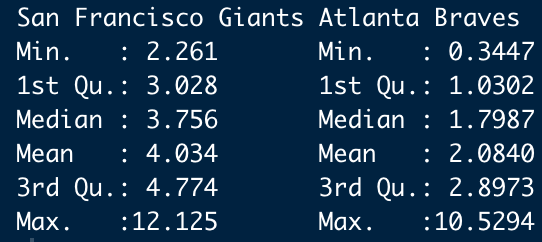 San Francisco Giants Atlanta Braves
Min.   : 2.261       Min.   : 0.3447
1st Qu.: 3.028       1st Qu.: 1.0302
Median : 3.756       Median : 1.7987
Mean   : 4.034       Mean   : 2.0840
3rd Qu.: 4.774       3rd Qu.: 2.8973
Max.   :12.125       Max.   :10.5294